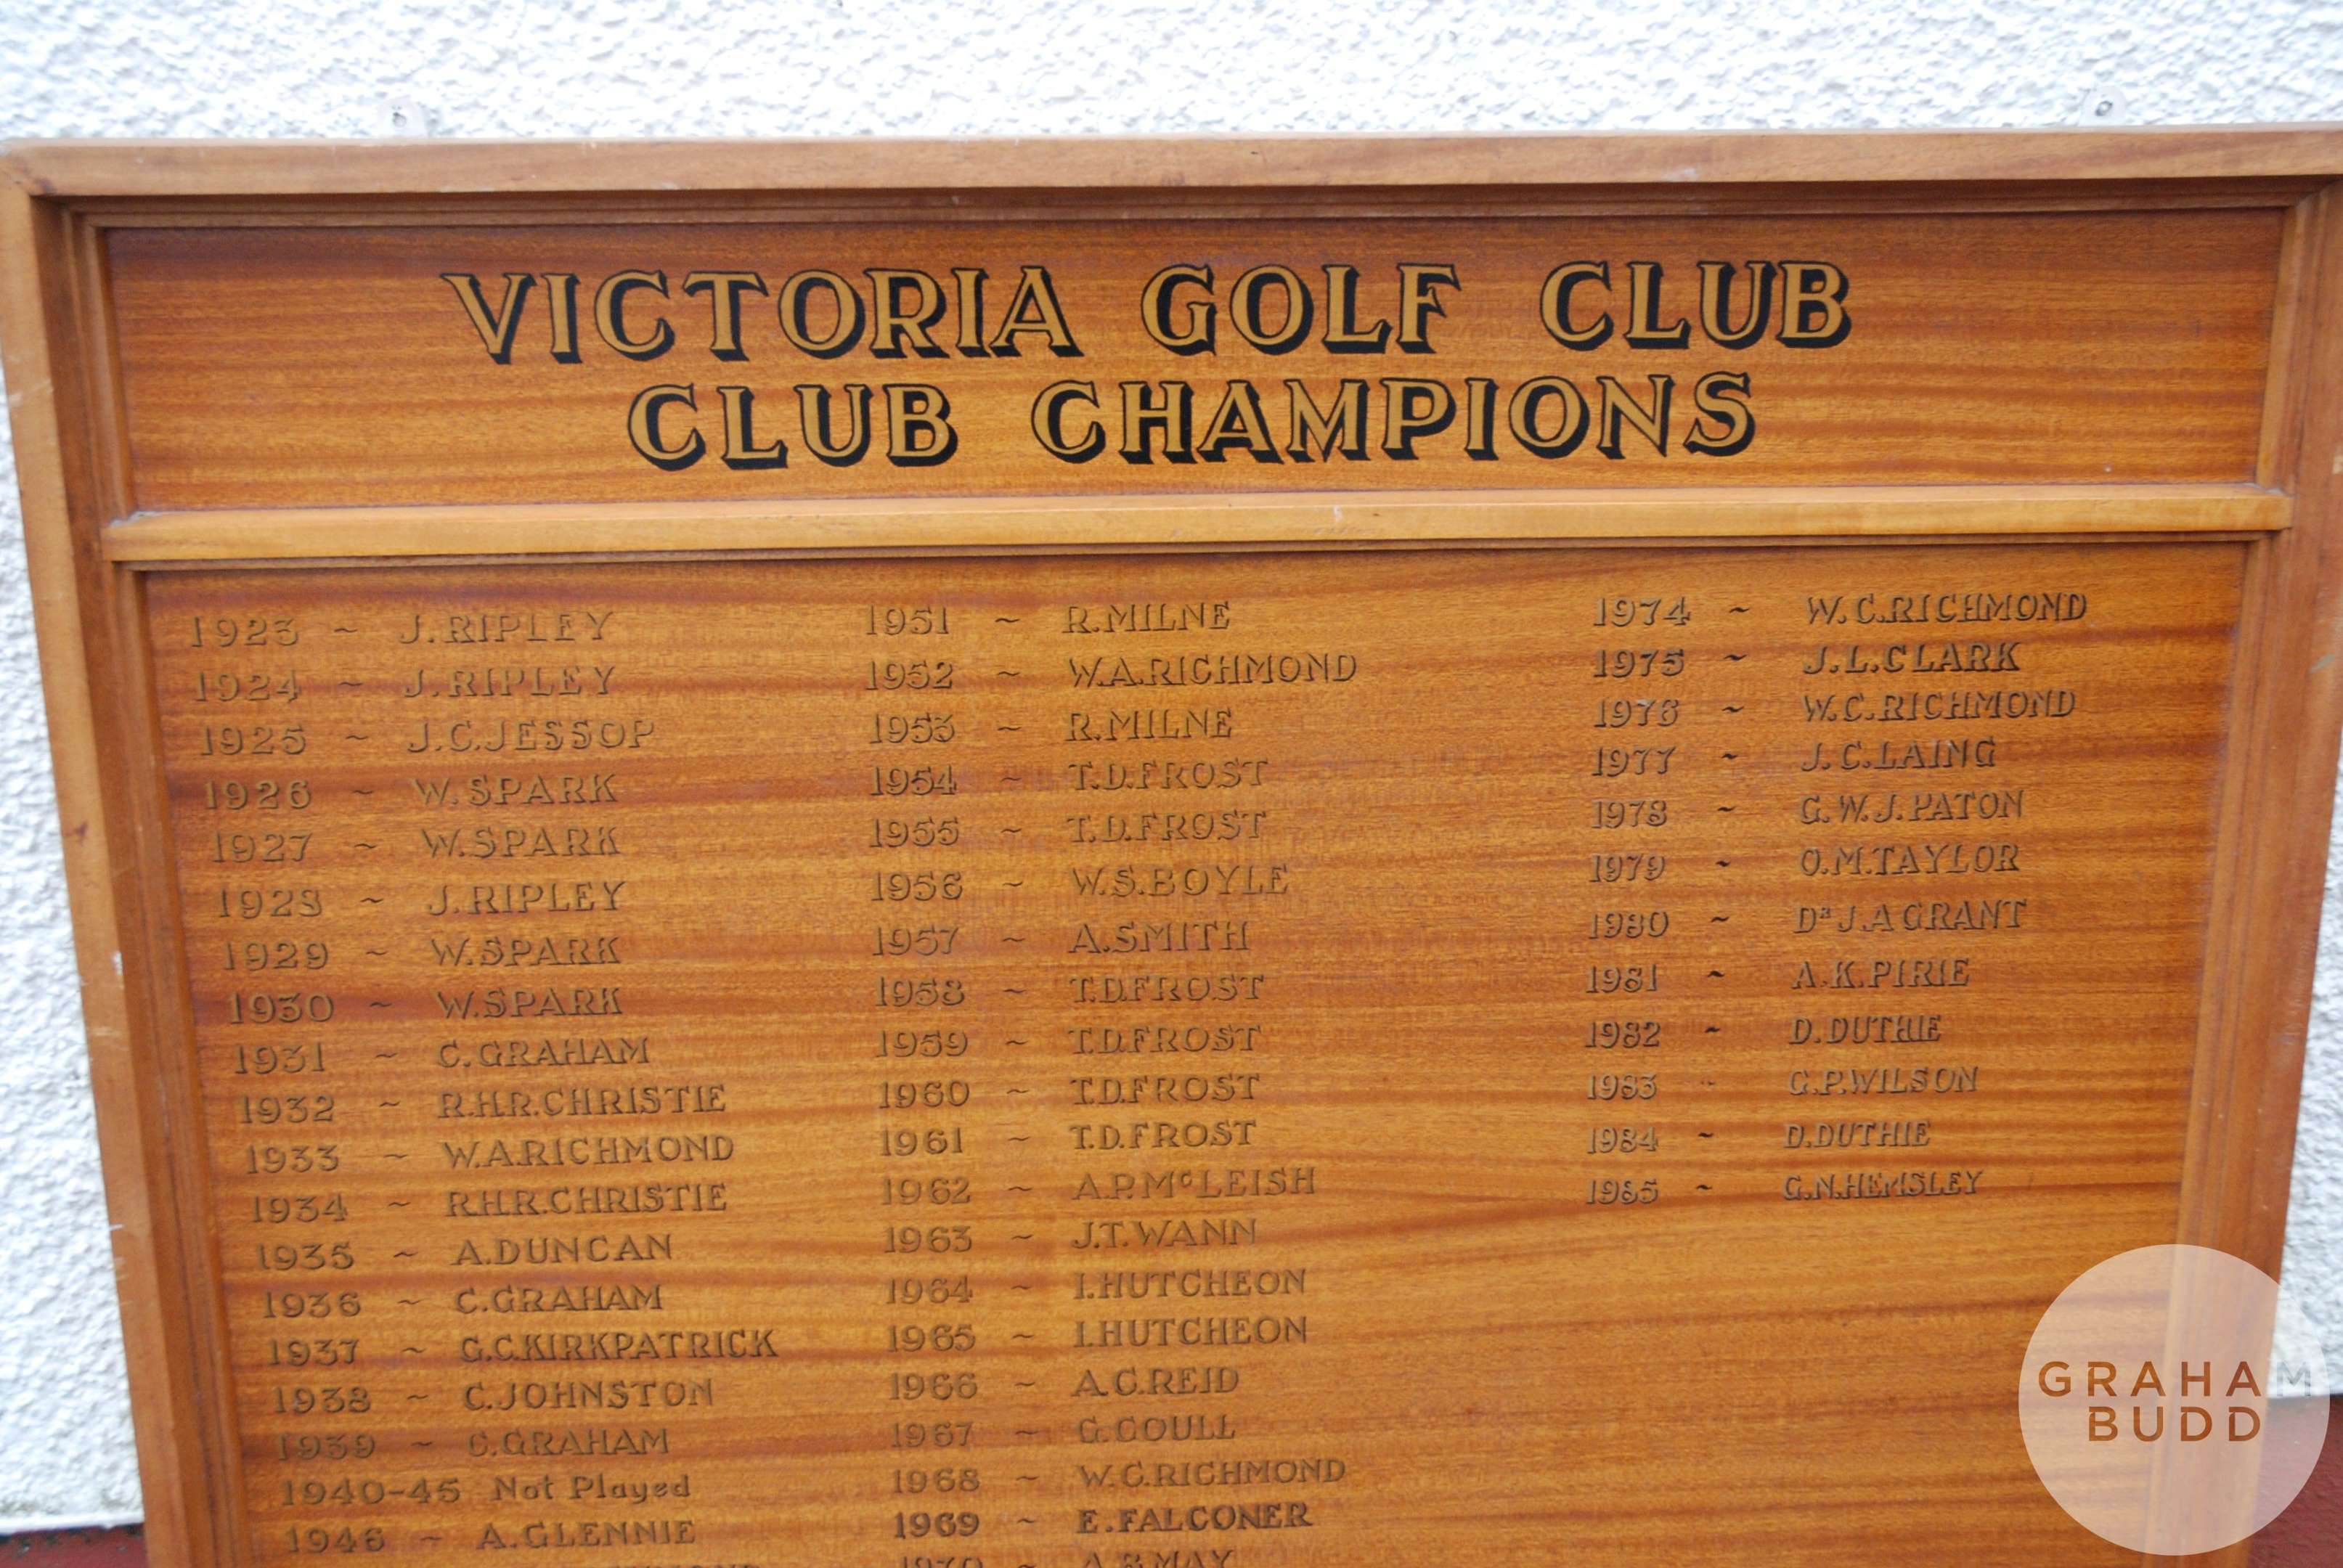 VICTORIA GOLF CLUB
CLUB CHAMPIONS
1923 ~ J.RIPLEY
1924 ~ J.RIPLEY
1925 ~ J.C.JESSOP
1926 ~ W.SPARK
1927 ~ W.SPARK
1928 ~ J.RIPLEY
1929 ~ W.SPARK
1930 ~ W.SPARK
1931 ~ C.GRAHAM
1932 ~ R.H.R.CHRISTIE
1933 ~ W.A.RICHMOND
1934 ~ R.H.R.CHRISTIE
1935 ~ A.DUNCAN
1936 ~ C.GRAHAM
1937 ~ G.C.KIRKPATRICK
1938 ~ C.JOHNSTON
1939 ~ C.GRAHAM
1940-45 Not Played
1946 ~ A.GLENNIE
1951 ~ R.MILNE
1952 ~ W.A.RICHMOND
1953 ~ R.MILNE
1954 ~ T.D.FROST
1955 ~ T.D.FROST
1956 ~ W.S.BOYLE
1957 ~ A.SMITH
1958 ~ T.D.FROST
1959 ~ T.D.FROST
1960 ~ T.D.FROST
1961 ~ T.D.FROST
1962 ~ A.P.McLEISH
1963 ~ J.T.WANN
1964 ~ I.HUTCHEON
1965 ~ I.HUTCHEON
1966 ~ A.C.REID
1967 ~ G.COULL
1968 ~ W.C.RICHMOND
1969 ~ E.FALCONER
1970 ~ A.B.MAY
1974 ~ W.C.RICHMOND
1975 ~ J.L.CLARK
1976 ~ W.C.RICHMOND
1977 ~ J.C.LAING
1978 ~ G.W.J.PATON
1979 ~ O.M.TAYLOR
1980 ~ DR J.A GRANT
1981 ~ A.K.PIRIE
1982 ~ D.DUTHIE
1983 ~ G.P.WILSON
1984 ~ D.DUTHIE
1985 ~ G.N.HEMSLEY
GRAHAM
BUDD